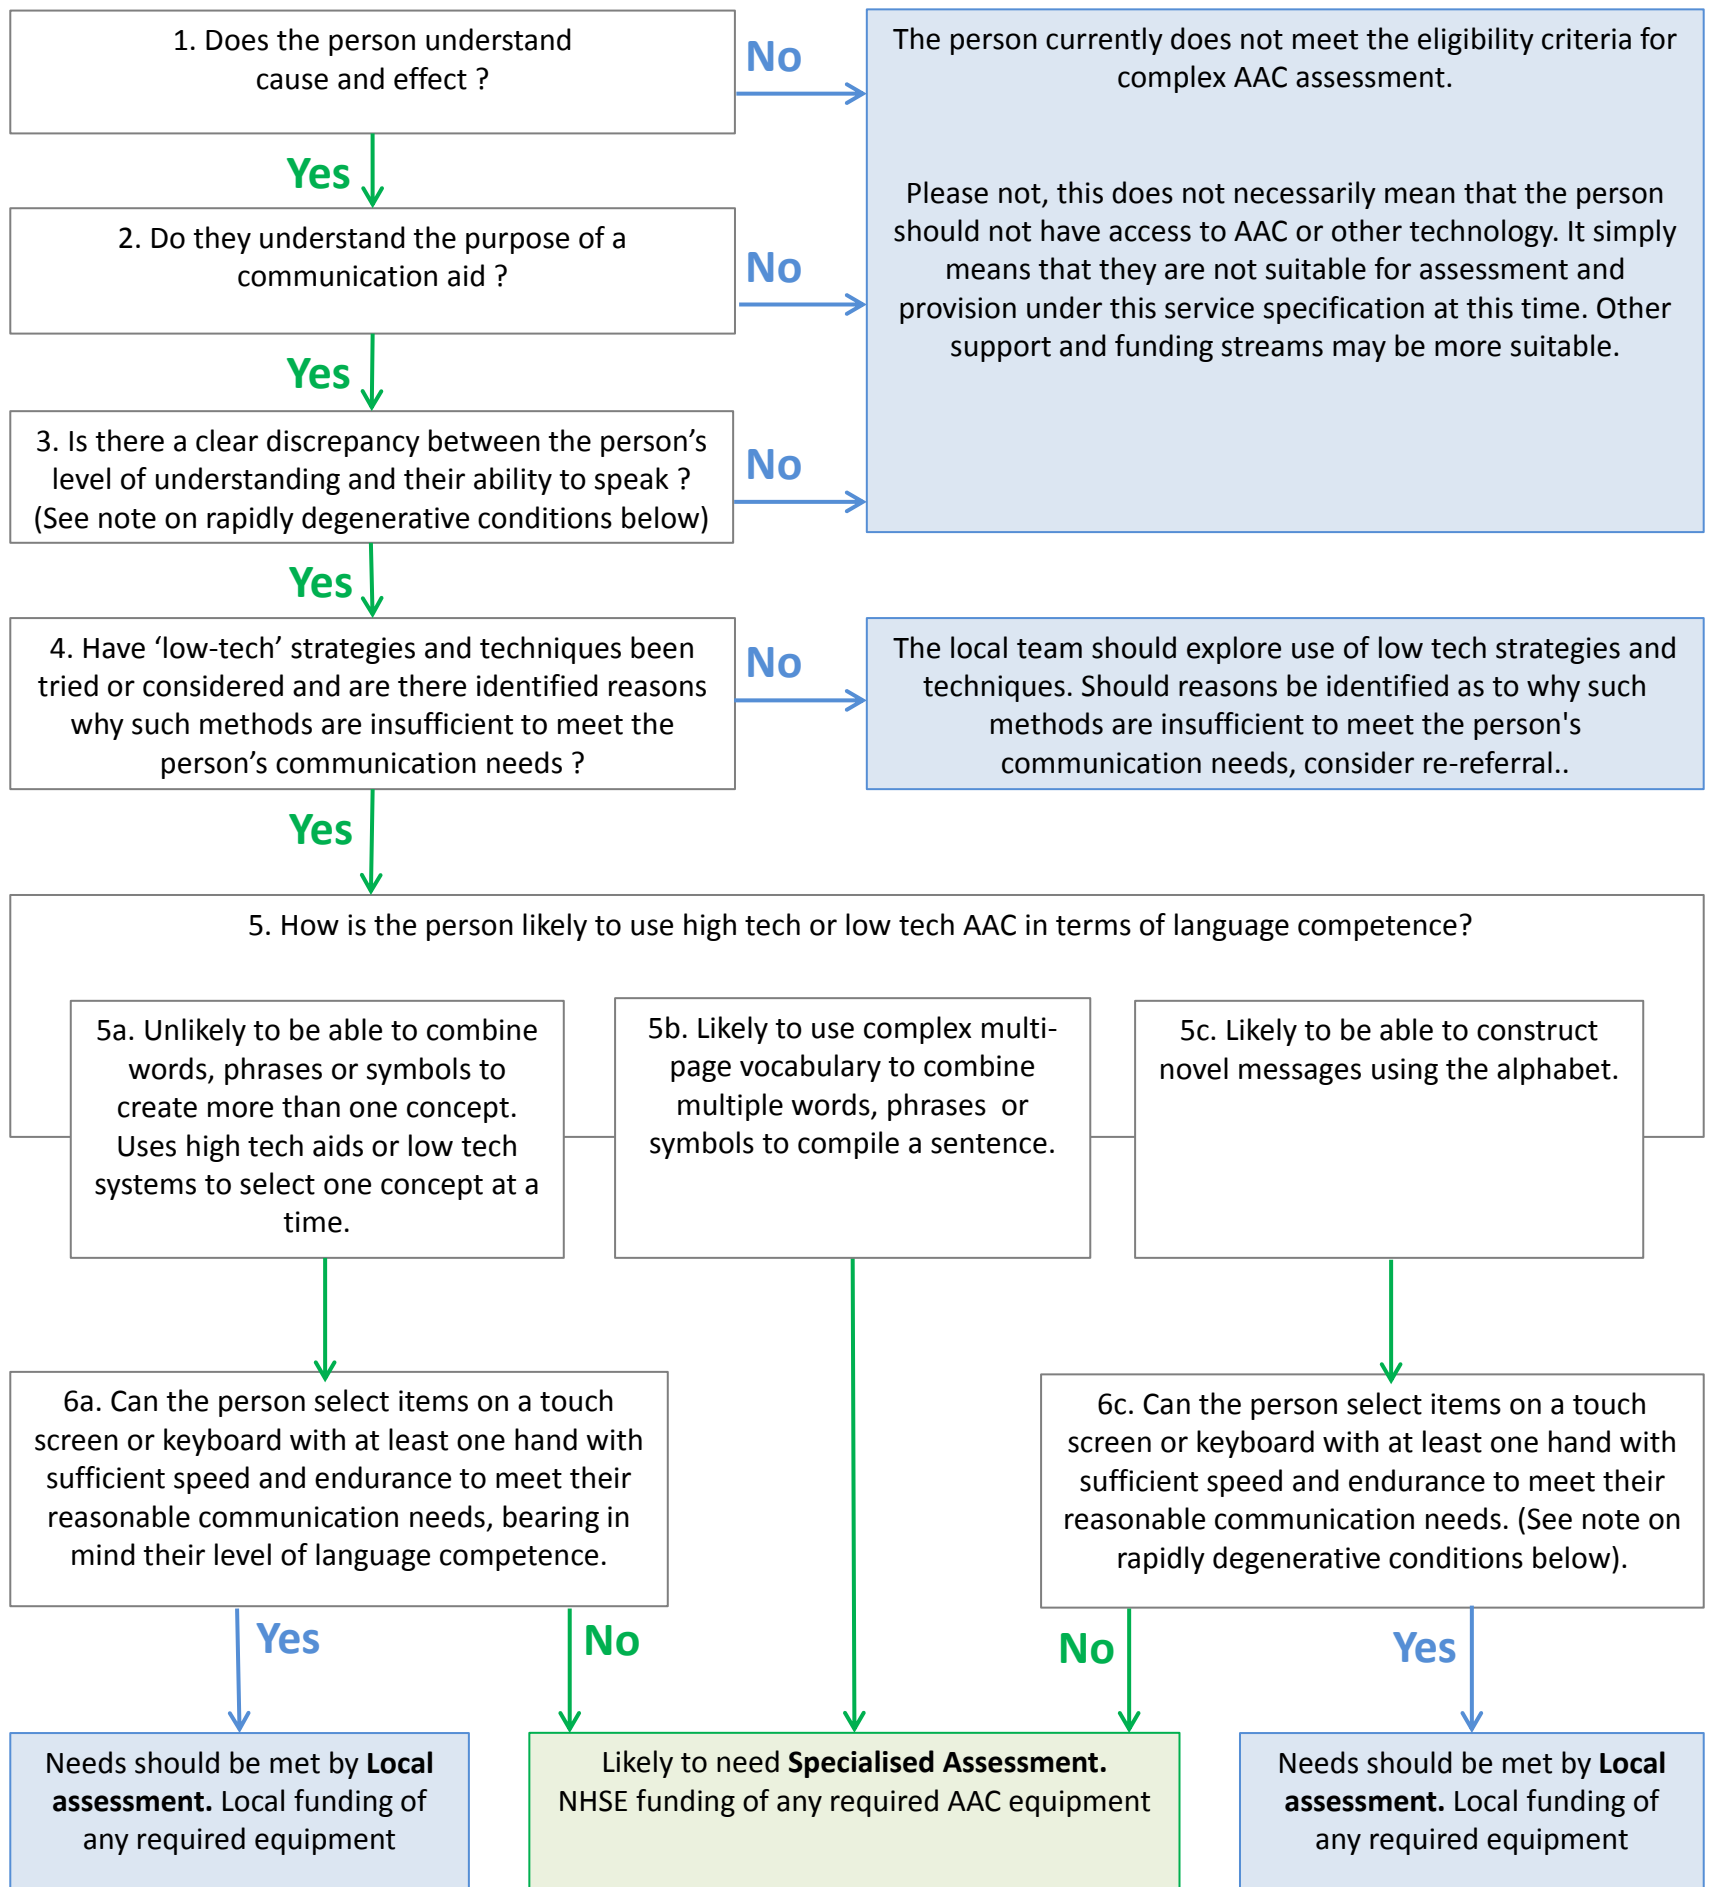 1. Does the person understand
cause and effect ?
No
The person currently does not meet the eligibility criteria for
complex AAC assessment.
Yes
2. Do they understand the purpose of a
communication aid ?
No
Please not, this does not necessarily mean that the person
should not have access to AAC or other technology. It simply
means that they are not suitable for assessment and
provision under this service specification at this time. Other
support and funding streams may be more suitable.
Yes
3. Is there a clear discrepancy between the person’s
level of understanding and their ability to speak ?
(See note on rapidly degenerative conditions below)
No
Yes
4. Have ‘low-tech’ strategies and techniques been
tried or considered and are there identified reasons
why such methods are insufficient to meet the
person’s communication needs ?
No
The local team should explore use of low tech strategies and
techniques. Should reasons be identified as to why such
methods are insufficient to meet the person's
communication needs, consider re-referral..
Yes
5. How is the person likely to use high tech or low tech AAC in terms of language competence?
5a. Unlikely to be able to combine
words, phrases or symbols to
create more than one concept.
Uses high tech aids or low tech
systems to select one concept at a
time.
5b. Likely to use complex multi-
page vocabulary to combine
multiple words, phrases or
symbols to compile a sentence.
5c. Likely to be able to construct
novel messages using the alphabet.
6a. Can the person select items on a touch
screen or keyboard with at least one hand with
sufficient speed and endurance to meet their
reasonable communication needs, bearing in
mind their level of language competence.
6c. Can the person select items on a touch
screen or keyboard with at least one hand with
sufficient speed and endurance to meet their
reasonable communication needs. (See note on
rapidly degenerative conditions below).
Yes
No
No
Yes
Needs should be met by Local
assessment. Local funding of
any required equipment
Likely to need Specialised Assessment.
NHSE funding of any required AAC equipment
Needs should be met by Local
assessment. Local funding of
any required equipment